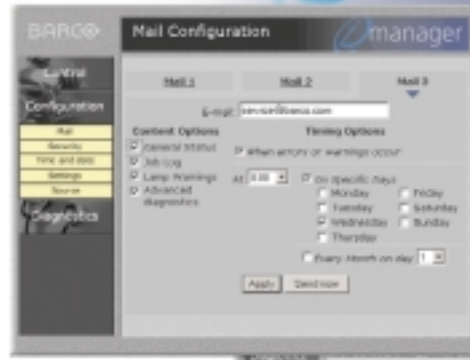 BARCO
Mail Configuration
manager
Control
Configuration
Mail
Security
Time and date
Settings
Source
Diagnostics
Mail 1
Mail 2
Mail 3
E-mail: service@barco.com
Content Options
General Status
Job Log
Lamp Warnings
Advanced diagnostics
Timing Options
When errors or warnings occur
At
On specific days
Monday
Tuesday
Wednesday
Thursday
Friday
Saturday
Sunday
Every Month on day 1
Apply
Send now